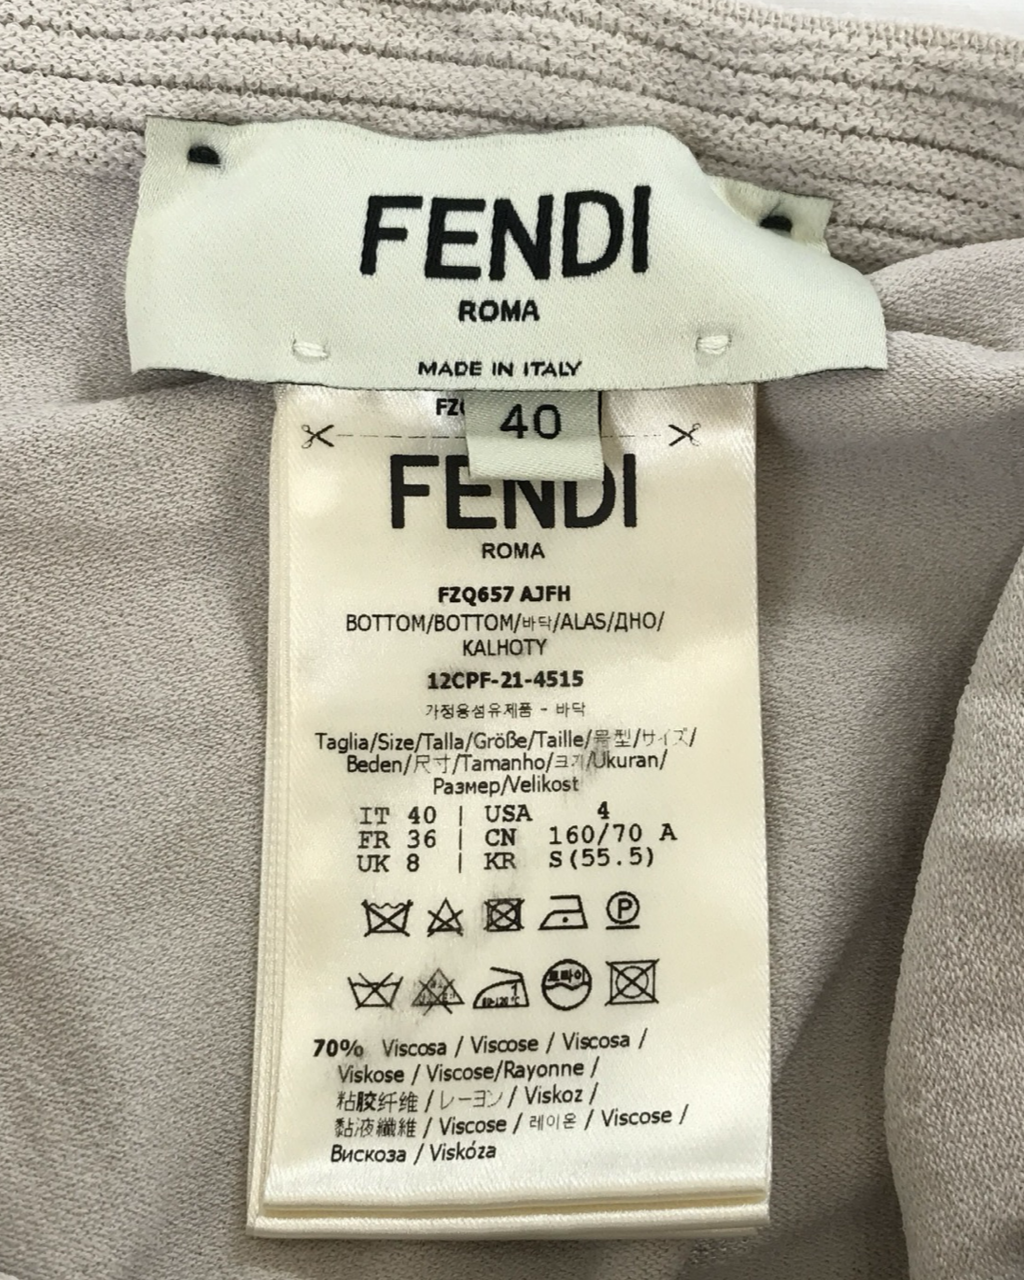 FENDI
ROMA
MADE IN ITALY
40
FENDI
ROMA
FZQ657 AJFH
BOTTOM/BOTTOM/바닥/ALAS/ДНО/
KALHOTY
12CPF-21-4515
가정용섬유제품 - 바닥
Taglia/Size/Talla/Größe/Taille/号型/サイズ/
Beden/尺寸/Tamanho/크기/Ukuran/
Размер/Velikost
IT 40 | USA 4
FR 36 | CN 160/70 A
UK 8 | KR S(55.5)
P
70% Viscosa / Viscose / Viscosa /
Viskose / Viscose/Rayonne /
粘胶纤维 / レーヨン / Viskoz /
黏液纖維 / Viscose / 레이온 / Viscose /
Вискоза / Viskóza